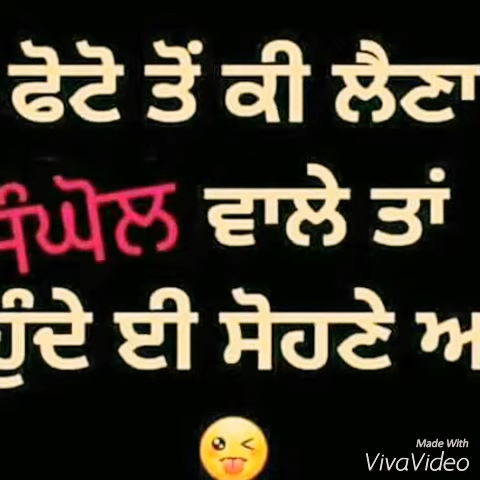 ਫੋਟੋ ਤੋਂ ਕੀ ਲੈਣਾ
ਸੰਘੋਲ ਵਾਲੇ ਤਾਂ
ਹੁੰਦੇ ਈ ਸੋਹਣੇ ਅ
Made With
VivaVideo